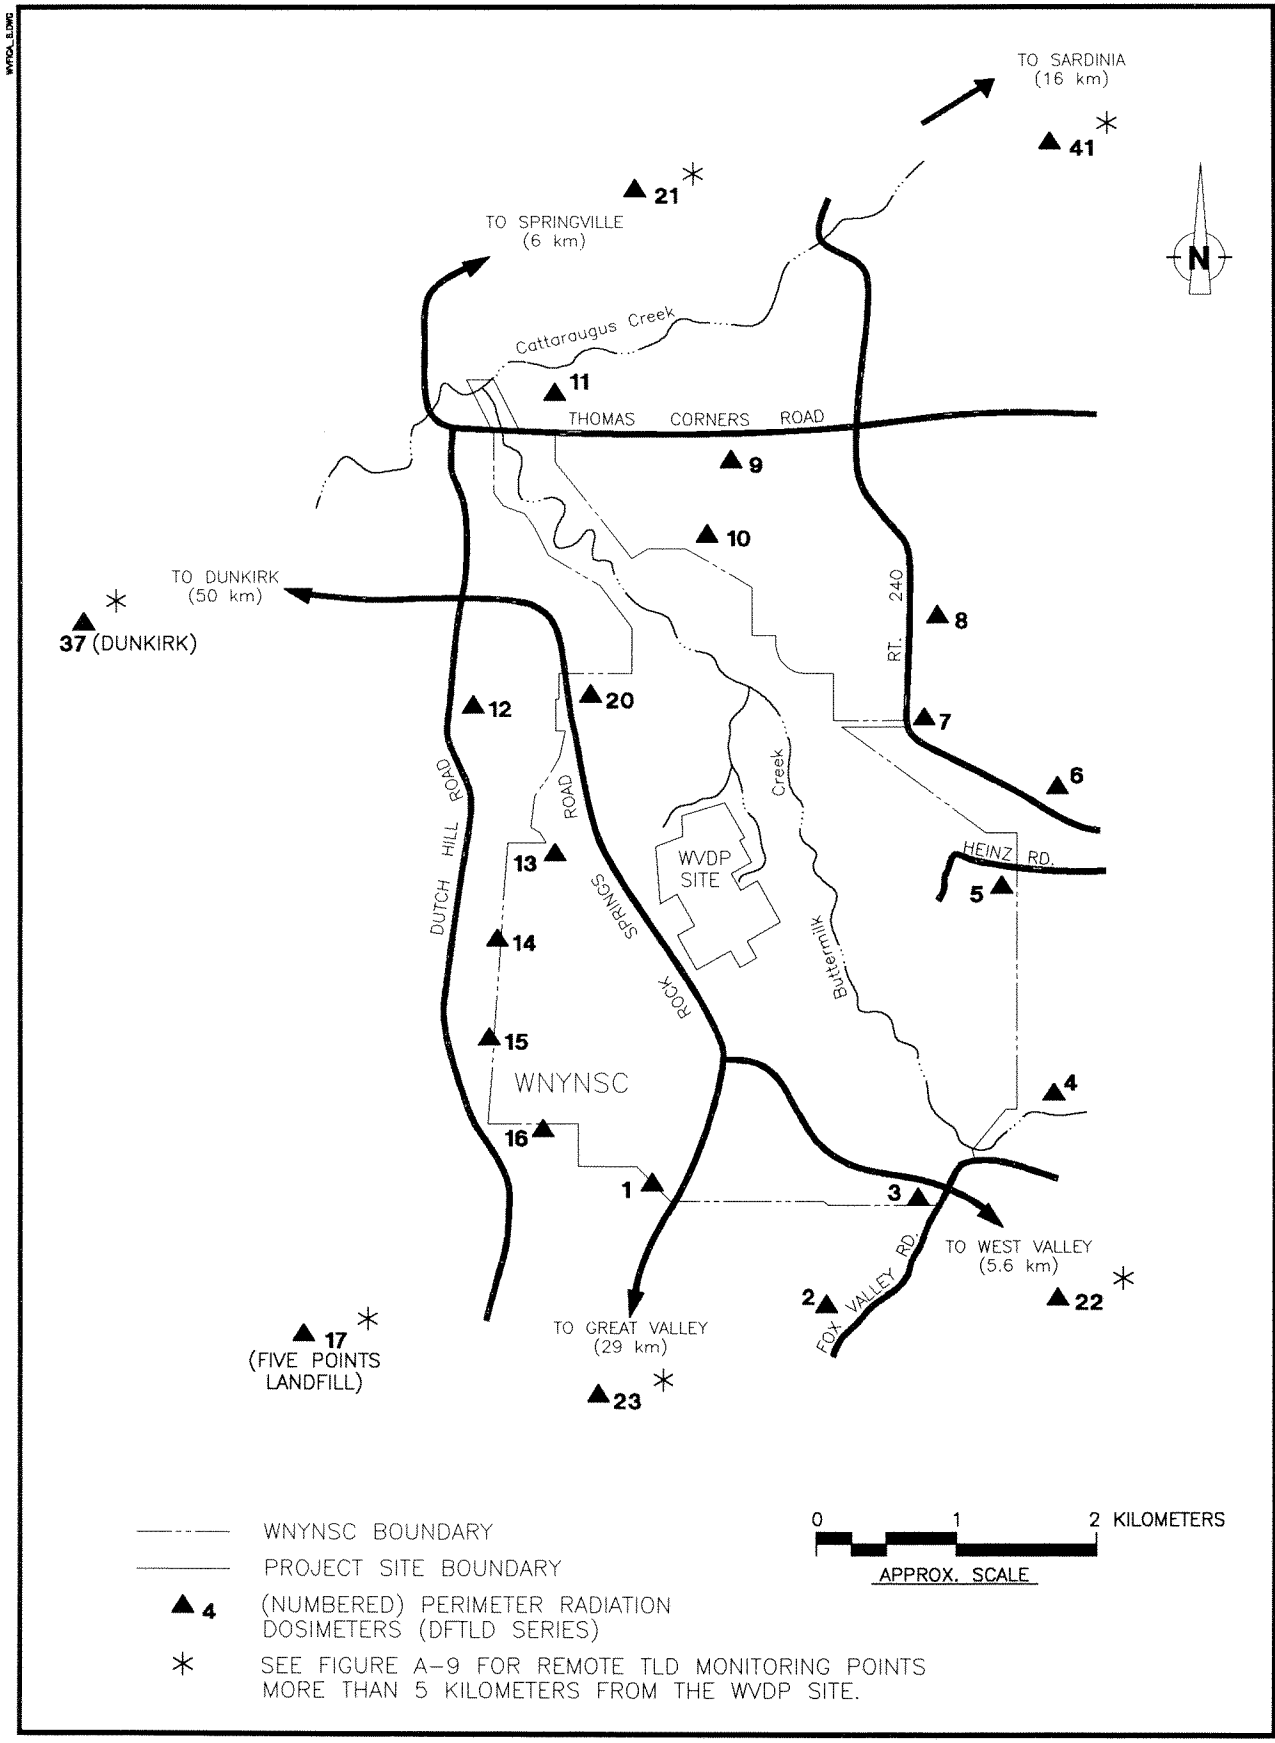 WVFIGA_8.DWG
TO SARDINIA
(16 km)
41
21
TO SPRINGVILLE
(6 km)
N
Cattaraugus Creek
11
THOMAS CORNERS ROAD
9
10
TO DUNKIRK
(50 km)
RT. 240
37 (DUNKIRK)
8
20
12
7
DUTCH HILL ROAD
6
Buttermilk Creek
ROCK SPRINGS ROAD
HEINZ RD.
13
WVDP
SITE
5
14
15
WNYNSC
4
16
1
3
TO WEST VALLEY
(5.6 km)
FOX VALLEY RD.
2
22
TO GREAT VALLEY
(29 km)
17
(FIVE POINTS
LANDFILL)
23
WNYNSC BOUNDARY
0 1 2 KILOMETERS
PROJECT SITE BOUNDARY
APPROX. SCALE
4 (NUMBERED) PERIMETER RADIATION
DOSIMETERS (DFTLD SERIES)
* SEE FIGURE A-9 FOR REMOTE TLD MONITORING POINTS
MORE THAN 5 KILOMETERS FROM THE WVDP SITE.